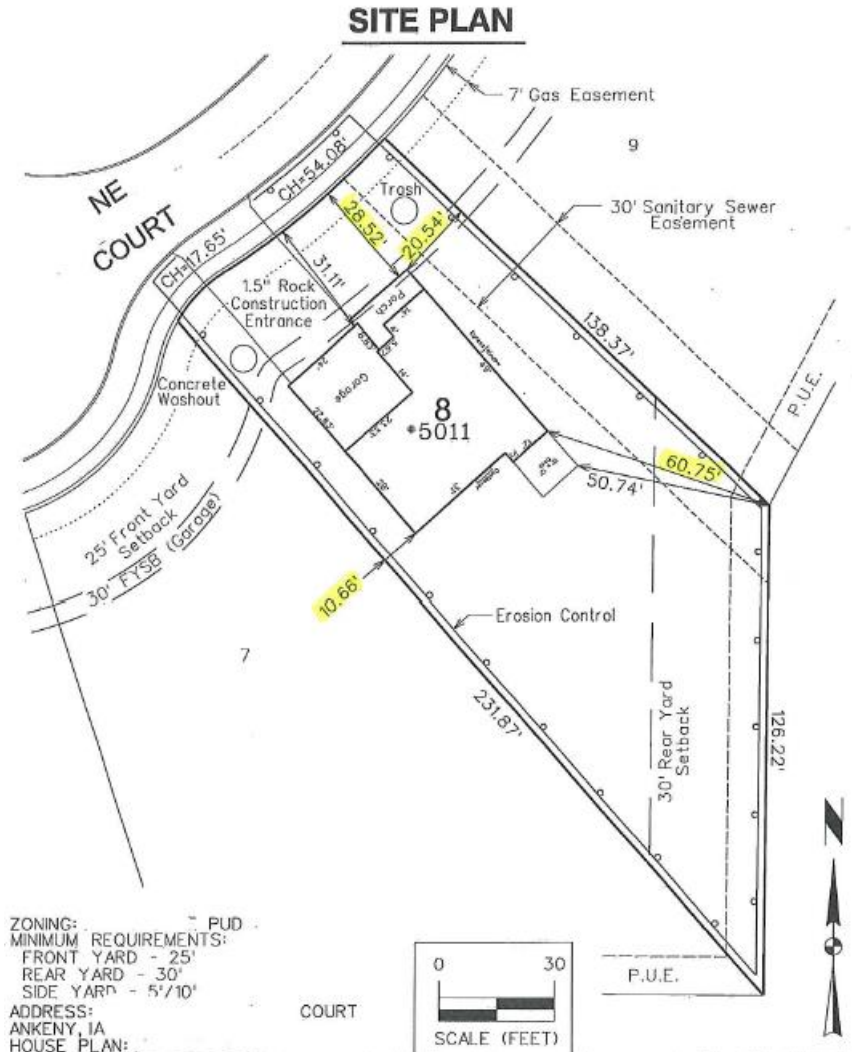 SITE PLAN
7' Gas Easement
9
30' Sanitary Sewer
Easement
NE
COURT
CH=54.08'
CH=17.65'
Trash
28.52'
20.54'
31.11'
1.5" Rock
Construction
Entrance
Porch
138.37'
P.U.E.
Concrete
Washout
Garage
8
5011
60.75'
50.74'
25' Front Yard
Setback
30' FYSB (Garage)
10.66'
Erosion Control
7
231.87'
30' Rear Yard
Setback
126.22'
N
ZONING: PUD
MINIMUM REQUIREMENTS:
FRONT YARD - 25'
REAR YARD - 30'
SIDE YARD - 5'/10'
ADDRESS: COURT
ANKENY, IA
HOUSE PLAN:
0 30
SCALE (FEET)
P.U.E.